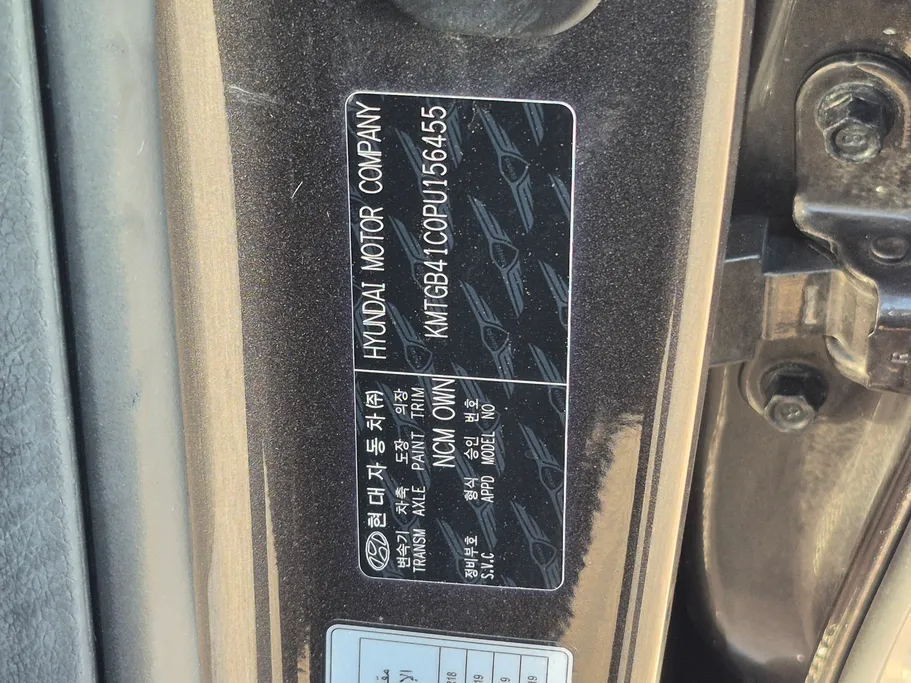 현대자동차(주) HYUNDAI MOTOR COMPANY
변속기 차축 도장 의장
TRANSM AXLE PAINT TRIM
NCM OWN KMTGB41C0PU156455
정비부호 형식 승인 번호
S.V.C APPD MODEL NO
R